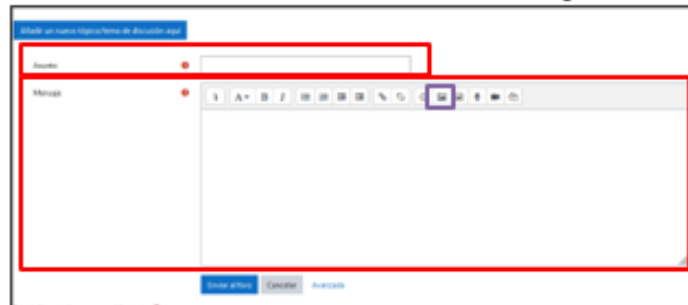 Añadir un nuevo tópico/tema de discusión aquí
Asunto
Mensaje
A B I
Enviar al foro Cancelar Avanzada